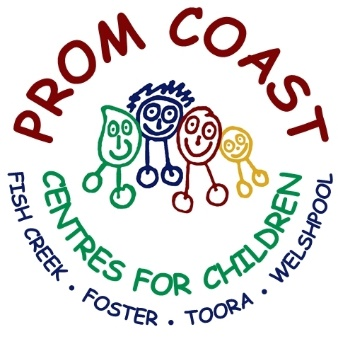 PROM COAST
CENTRES FOR CHILDREN
FISH CREEK • FOSTER • TOORA • WELSHPOOL